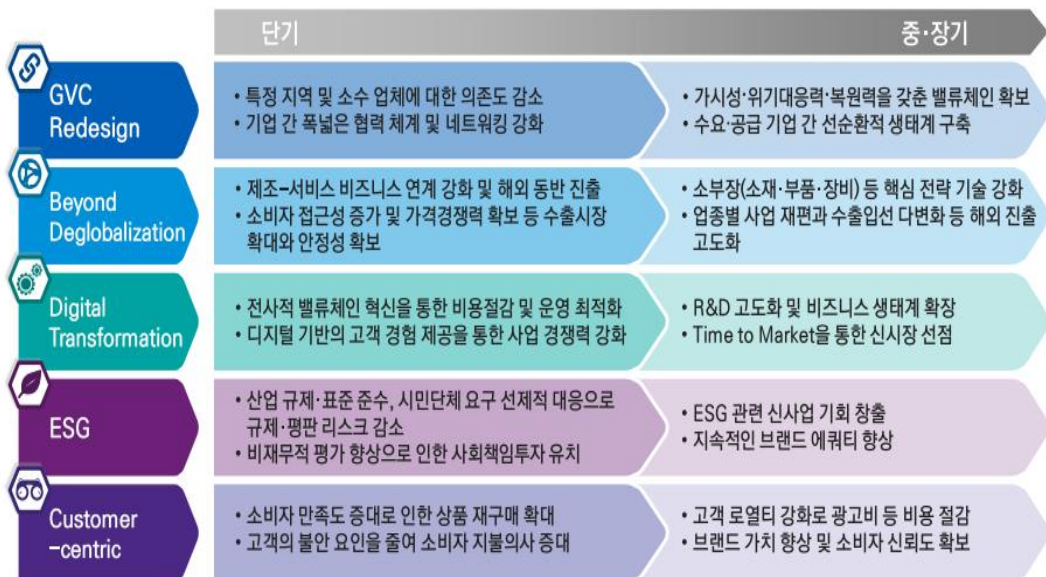 단기
중·장기
GVC
Redesign
• 특정 지역 및 소수 업체에 대한 의존도 감소
• 기업 간 폭넓은 협력 체계 및 네트워킹 강화
• 가시성·위기대응력·복원력을 갖춘 밸류체인 확보
• 수요·공급 기업 간 선순환적 생태계 구축
Beyond
Deglobalization
• 제조–서비스 비즈니스 연계 강화 및 해외 동반 진출
• 소비자 접근성 증가 및 가격경쟁력 확보 등 수출시장
확대와 안정성 확보
• 소부장(소재·부품·장비) 등 핵심 전략 기술 강화
• 업종별 사업 재편과 수출입선 다변화 등 해외 진출
고도화
Digital
Transformation
• 전사적 밸류체인 혁신을 통한 비용절감 및 운영 최적화
• 디지털 기반의 고객 경험 제공을 통한 사업 경쟁력 강화
• R&D 고도화 및 비즈니스 생태계 확장
• Time to Market을 통한 신시장 선점
ESG
• 산업 규제·표준 준수, 시민단체 요구 선제적 대응으로
규제·평판 리스크 감소
• 비재무적 평가 향상으로 인한 사회책임투자 유치
• ESG 관련 신사업 기회 창출
• 지속적인 브랜드 에쿼티 향상
Customer
–centric
• 소비자 만족도 증대로 인한 상품 재구매 확대
• 고객의 불안 요인을 줄여 소비자 지불의사 증대
• 고객 로열티 강화로 광고비 등 비용 절감
• 브랜드 가치 향상 및 소비자 신뢰도 확보